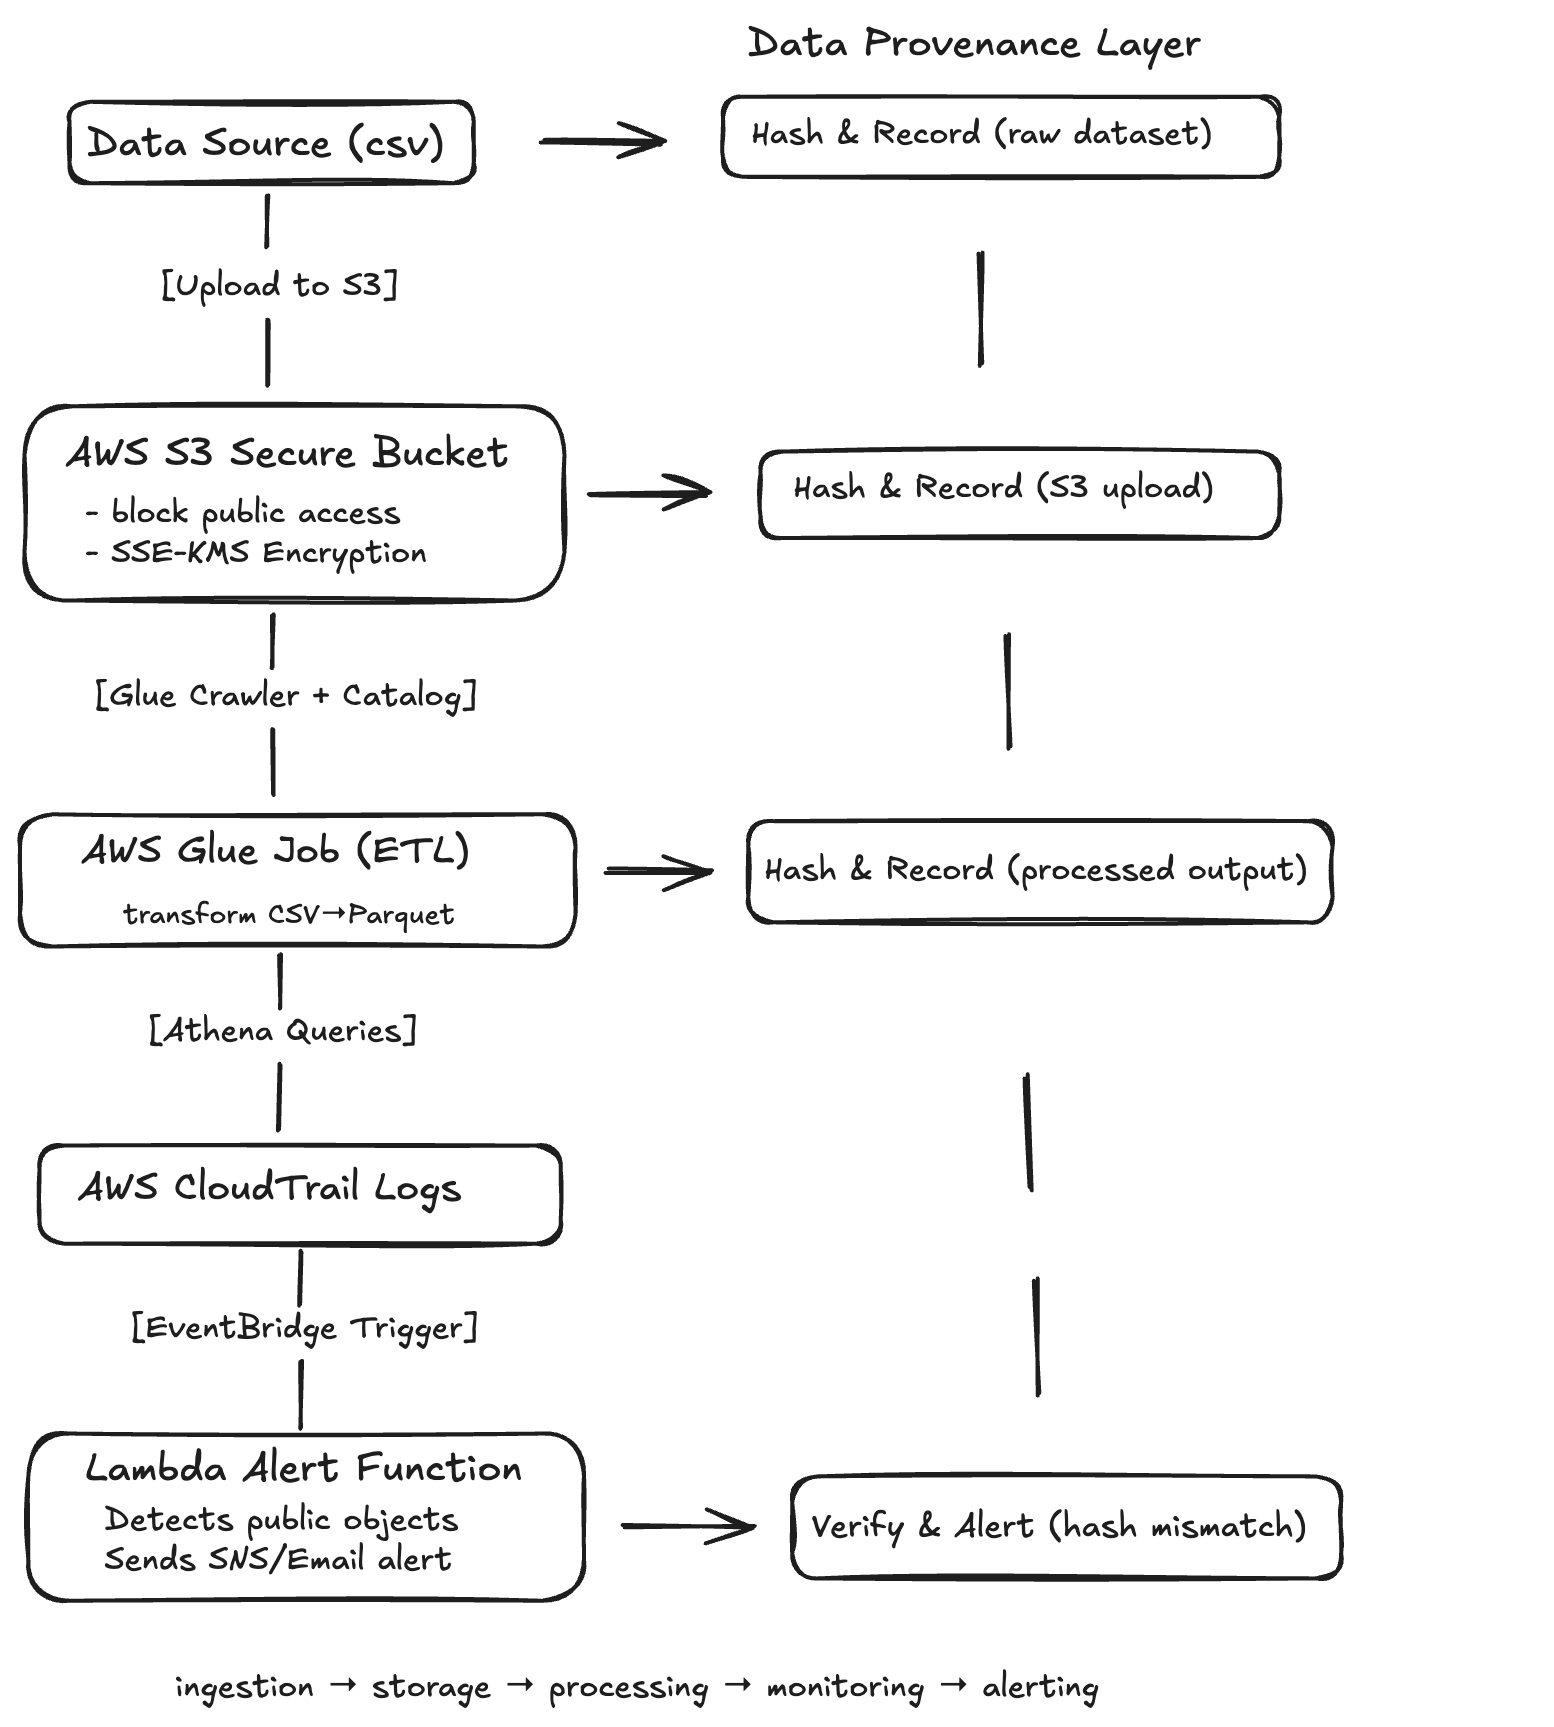 Data Provenance Layer
Data Source (csv)
Hash & Record (raw dataset)
[Upload to S3]
AWS S3 Secure Bucket
- block public access
- SSE-KMS Encryption
Hash & Record (S3 upload)
[Glue Crawler + Catalog]
AWS Glue Job (ETL)
transform CSV→Parquet
Hash & Record (processed output)
[Athena Queries]
AWS CloudTrail Logs
[EventBridge Trigger]
Lambda Alert Function
Detects public objects
Sends SNS/Email alert
Verify & Alert (hash mismatch)
ingestion → storage → processing → monitoring → alerting